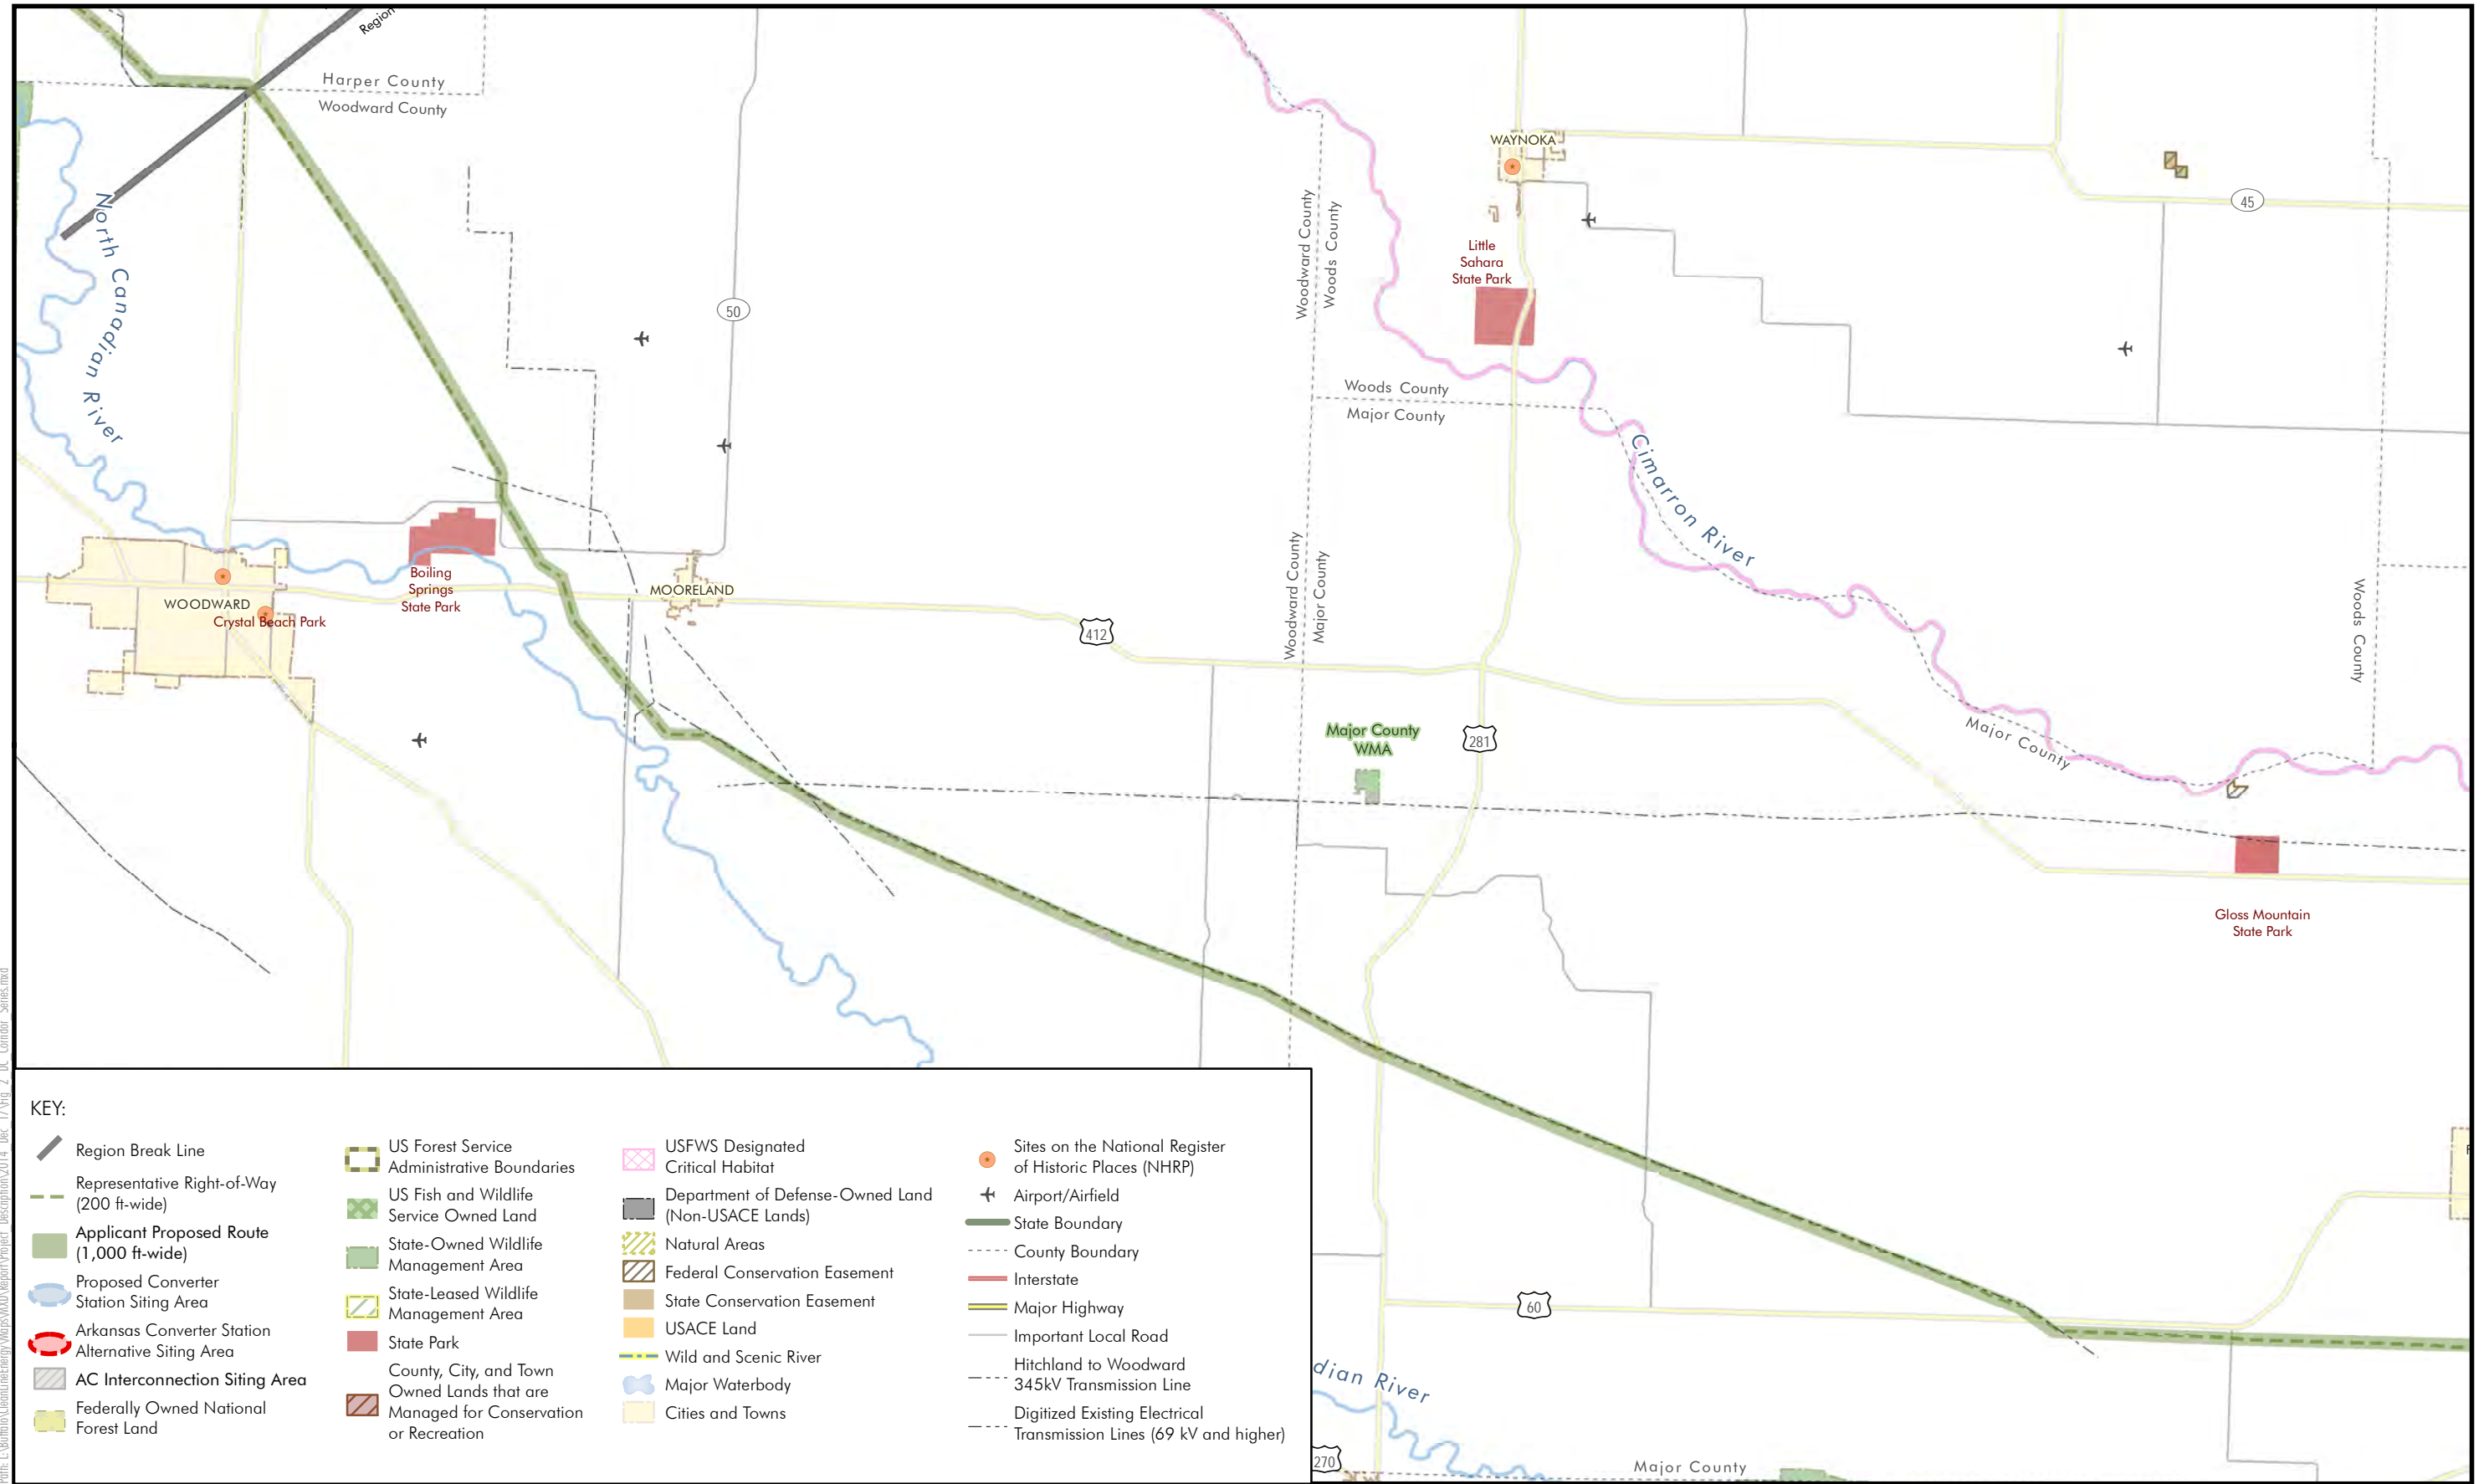 Region
Harper County
Woodward County
North Canadian River
50
WAYNOKA
Woodward County
Woods County
Little
Sahara
State Park
45
Woods County
Major County
Cimarron River
WOODWARD
Crystal Beach Park
Boiling
Springs
State Park
MOORELAND
412
Woodward County
Major County
Woods County
Major County
WMA
281
Major County
Gloss Mountain
State Park
60
dian River
270
Major County
KEY:
Region Break Line
Representative Right-of-Way
(200 ft-wide)
Applicant Proposed Route
(1,000 ft-wide)
Proposed Converter
Station Siting Area
Arkansas Converter Station
Alternative Siting Area
AC Interconnection Siting Area
Federally Owned National
Forest Land
US Forest Service
Administrative Boundaries
US Fish and Wildlife
Service Owned Land
State-Owned Wildlife
Management Area
State-Leased Wildlife
Management Area
State Park
County, City, and Town
Owned Lands that are
Managed for Conservation
or Recreation
USFWS Designated
Critical Habitat
Department of Defense-Owned Land
(Non-USACE Lands)
Natural Areas
Federal Conservation Easement
State Conservation Easement
USACE Land
Wild and Scenic River
Major Waterbody
Cities and Towns
Sites on the National Register
of Historic Places (NHRP)
Airport/Airfield
State Boundary
County Boundary
Interstate
Major Highway
Important Local Road
Hitchland to Woodward
345kV Transmission Line
Digitized Existing Electrical
Transmission Lines (69 kV and higher)